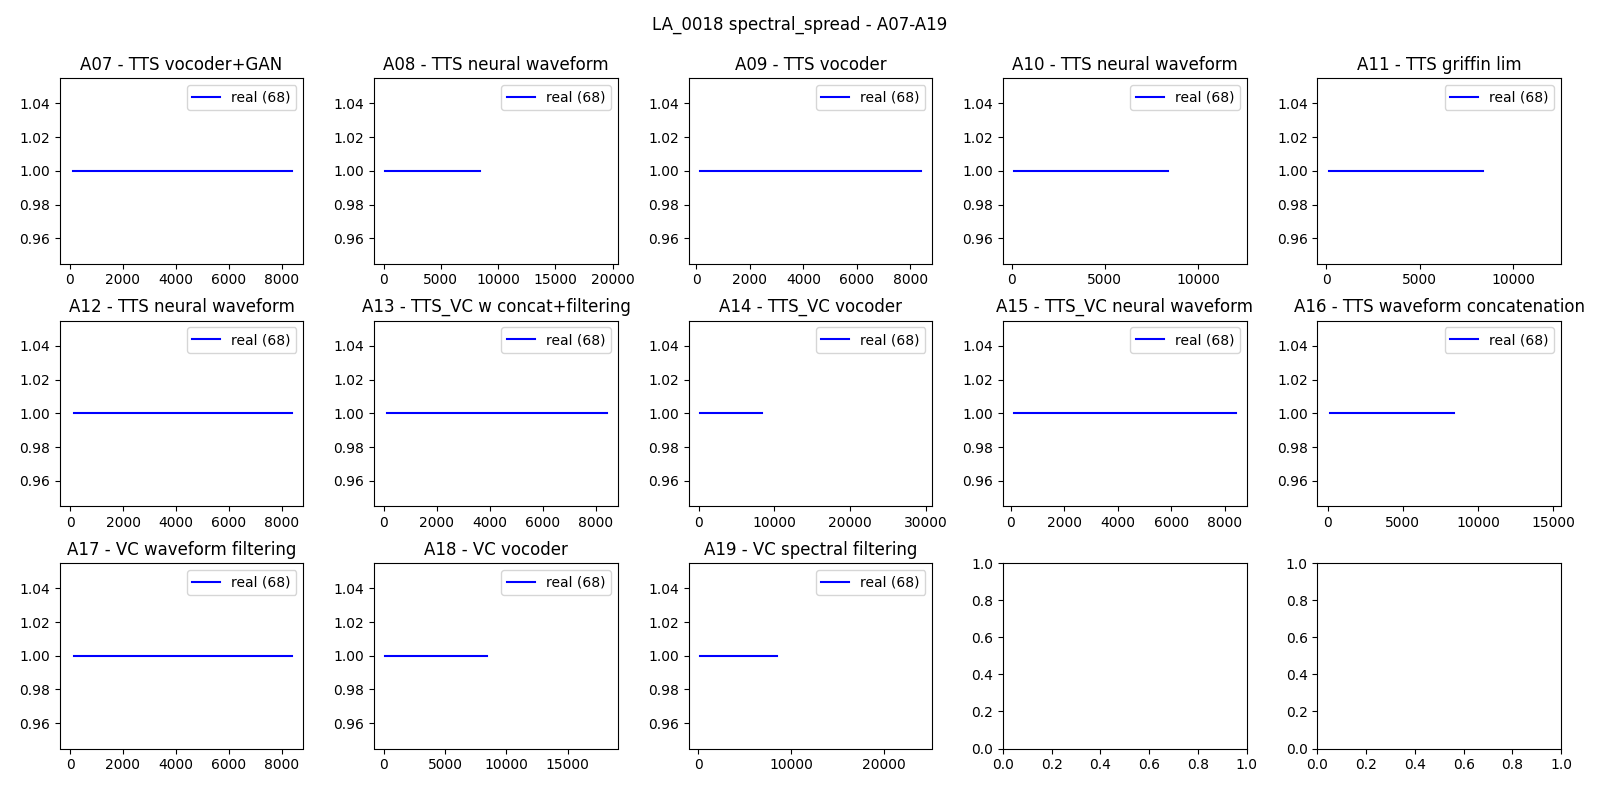 LA_0018 spectral_spread - A07-A19
A07 - TTS vocoder+GAN
A08 - TTS neural waveform
A09 - TTS vocoder
A10 - TTS neural waveform
A11 - TTS griffin lim
real (68)
real (68)
real (68)
real (68)
real (68)
1.04 1.04 1.04 1.04 1.04
1.02 1.02 1.02 1.02 1.02
1.00 1.00 1.00 1.00 1.00
0.98 0.98 0.98 0.98 0.98
0.96 0.96 0.96 0.96 0.96
0 2000 4000 6000 8000
0 5000 10000 15000 20000
0 2000 4000 6000 8000
0 5000 10000
0 5000 10000
A12 - TTS neural waveform
A13 - TTS_VC w concat+filtering
A14 - TTS_VC vocoder
A15 - TTS_VC neural waveform
A16 - TTS waveform concatenation
real (68)
real (68)
real (68)
real (68)
real (68)
1.04 1.04 1.04 1.04 1.04
1.02 1.02 1.02 1.02 1.02
1.00 1.00 1.00 1.00 1.00
0.98 0.98 0.98 0.98 0.98
0.96 0.96 0.96 0.96 0.96
0 2000 4000 6000 8000
0 2000 4000 6000 8000
0 10000 20000 30000
0 2000 4000 6000 8000
0 5000 10000 15000
A17 - VC waveform filtering
A18 - VC vocoder
A19 - VC spectral filtering
real (68)
real (68)
real (68)
1.04 1.04 1.04
1.02 1.02 1.02
1.00 1.00 1.00
0.98 0.98 0.98
0.96 0.96 0.96
0 2000 4000 6000 8000
0 5000 10000 15000
0 10000 20000
1.0 1.0
0.8 0.8
0.6 0.6
0.4 0.4
0.2 0.2
0.0 0.0
0.0 0.2 0.4 0.6 0.8 1.0
0.0 0.2 0.4 0.6 0.8 1.0